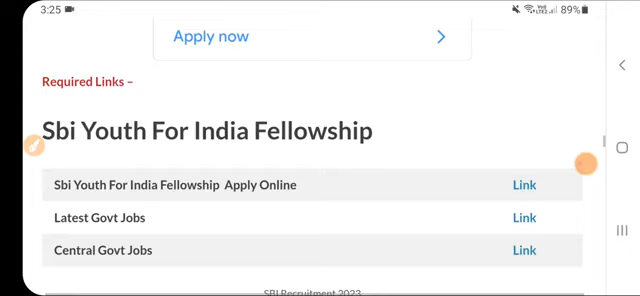 3:25
89%
Apply now
Required Links –
Sbi Youth For India Fellowship
Sbi Youth For India Fellowship Apply Online Link
Latest Govt Jobs Link
Central Govt Jobs Link
SBI Recruitment 2023